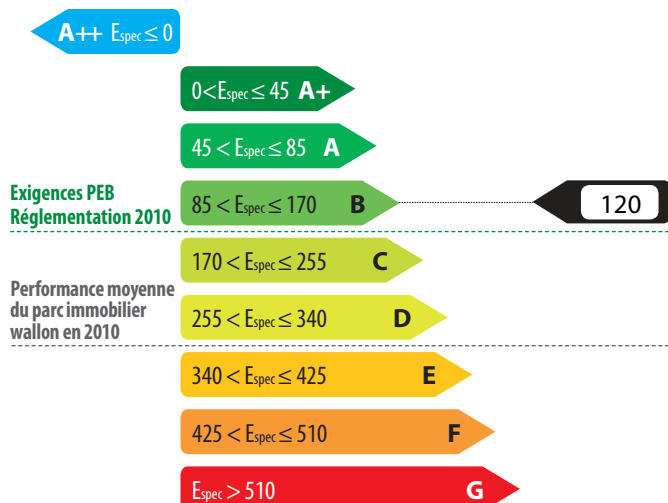 A++ Espec ≤ 0
0<Espec ≤ 45 A+
45 < Espec ≤ 85 A
Exigences PEB
Réglementation 2010
85 < Espec ≤ 170 B
120
170 < Espec ≤ 255 C
Performance moyenne
du parc immobilier
wallon en 2010
255 < Espec ≤ 340 D
340 < Espec ≤ 425 E
425 < Espec ≤ 510 F
Espec > 510 G